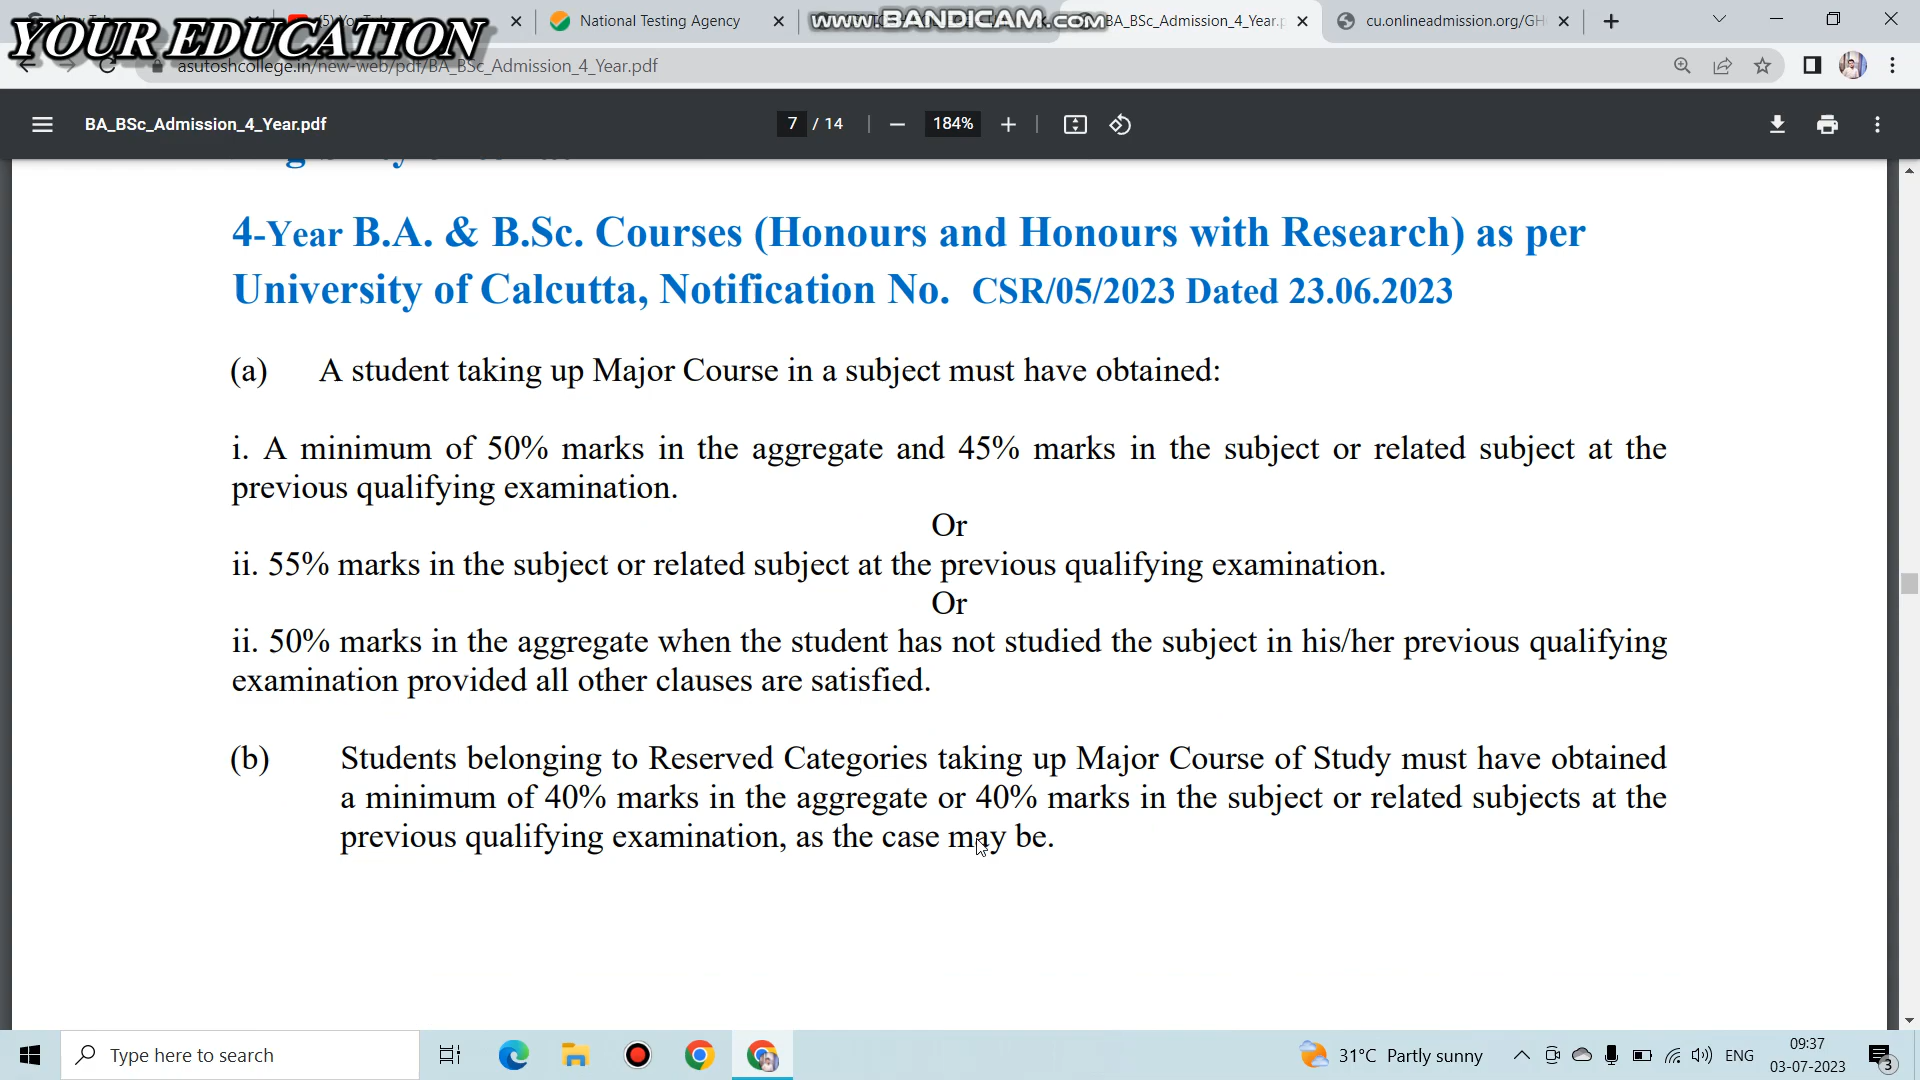 YOUR EDUCATION
National Testing Agency
www.BANDICAM.com
BA_BSc_Admission_4_Year.p
cu.onlineadmission.org/GH
asutoshcollege.in/new-web/pdf/BA_BSc_Admission_4_Year.pdf
BA_BSc_Admission_4_Year.pdf
7 / 14
184%
4-Year B.A. & B.Sc. Courses (Honours and Honours with Research) as per
University of Calcutta, Notification No. CSR/05/2023 Dated 23.06.2023
(a) A student taking up Major Course in a subject must have obtained:
i. A minimum of 50% marks in the aggregate and 45% marks in the subject or related subject at the
previous qualifying examination.
Or
ii. 55% marks in the subject or related subject at the previous qualifying examination.
Or
ii. 50% marks in the aggregate when the student has not studied the subject in his/her previous qualifying
examination provided all other clauses are satisfied.
(b) Students belonging to Reserved Categories taking up Major Course of Study must have obtained
a minimum of 40% marks in the aggregate or 40% marks in the subject or related subjects at the
previous qualifying examination, as the case may be.
Type here to search
31°C Partly sunny
ENG
09:37
03-07-2023
3